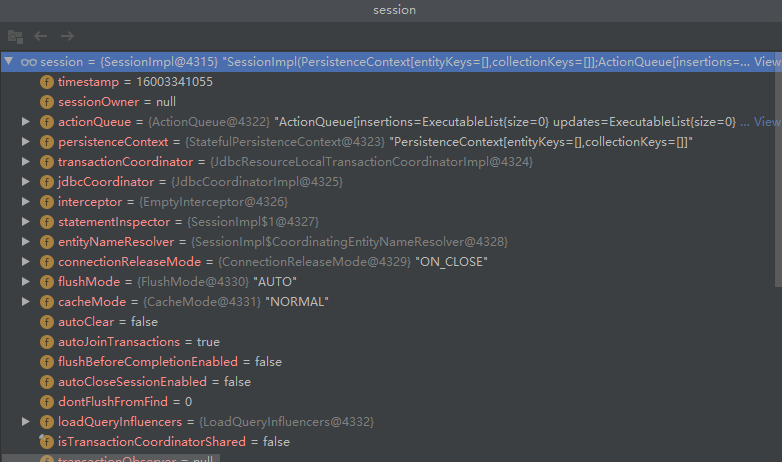 session
session = {SessionImpl@4315} "SessionImpl(PersistenceContext[entityKeys=[],collectionKeys=[]];ActionQueue[insertions=... View
timestamp = 16003341055
sessionOwner = null
actionQueue = {ActionQueue@4322} "ActionQueue[insertions=ExecutableList{size=0} updates=ExecutableList{size=0} ... View
persistenceContext = {StatefulPersistenceContext@4323} "PersistenceContext[entityKeys=[],collectionKeys=[]]"
transactionCoordinator = {JdbcResourceLocalTransactionCoordinatorImpl@4324}
jdbcCoordinator = {JdbcCoordinatorImpl@4325}
interceptor = {EmptyInterceptor@4326}
statementInspector = {SessionImpl$1@4327}
entityNameResolver = {SessionImpl$CoordinatingEntityNameResolver@4328}
connectionReleaseMode = {ConnectionReleaseMode@4329} "ON_CLOSE"
flushMode = {FlushMode@4330} "AUTO"
cacheMode = {CacheMode@4331} "NORMAL"
autoClear = false
autoJoinTransactions = true
flushBeforeCompletionEnabled = false
autoCloseSessionEnabled = false
dontFlushFromFind = 0
loadQueryInfluencers = {LoadQueryInfluencers@4332}
isTransactionCoordinatorShared = false
transactionObserver = null